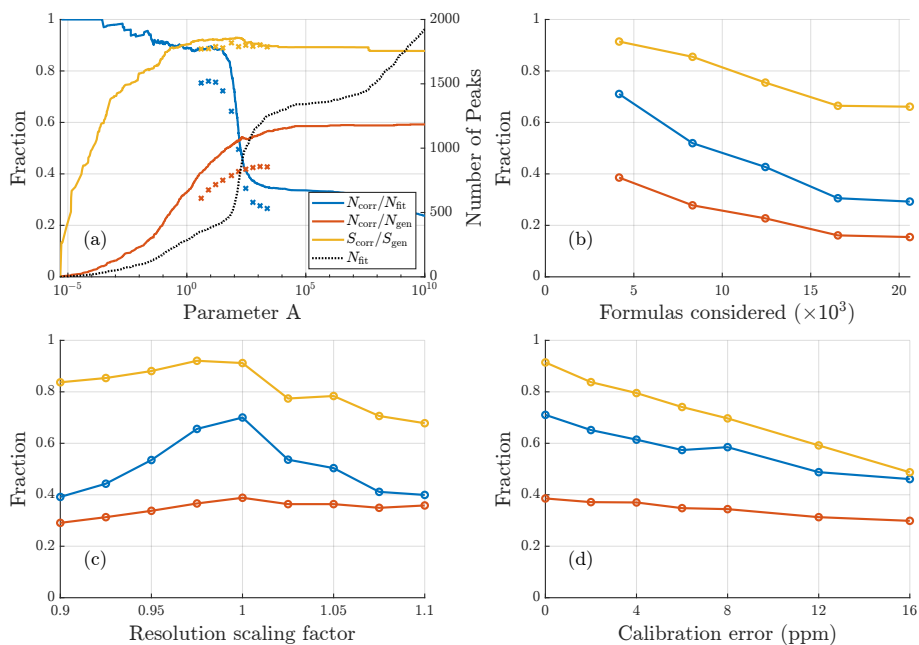 1
0.8
0.6
0.4
0.2
0
Fraction
2000
1500
1000
500
0
Number of Peaks
(a)
N_corr/N_fit
N_corr/N_gen
S_corr/S_gen
N_fit
10^-5 10^0 10^5 10^10
Parameter A
1
0.8
0.6
0.4
0.2
0
Fraction
(b)
0 5 10 15 20
Formulas considered (×10^3)
1
0.8
0.6
0.4
0.2
Fraction
(c)
0.9 0.95 1 1.05 1.1
Resolution scaling factor
1
0.8
0.6
0.4
0.2
0
Fraction
(d)
0 4 8 12 16
Calibration error (ppm)